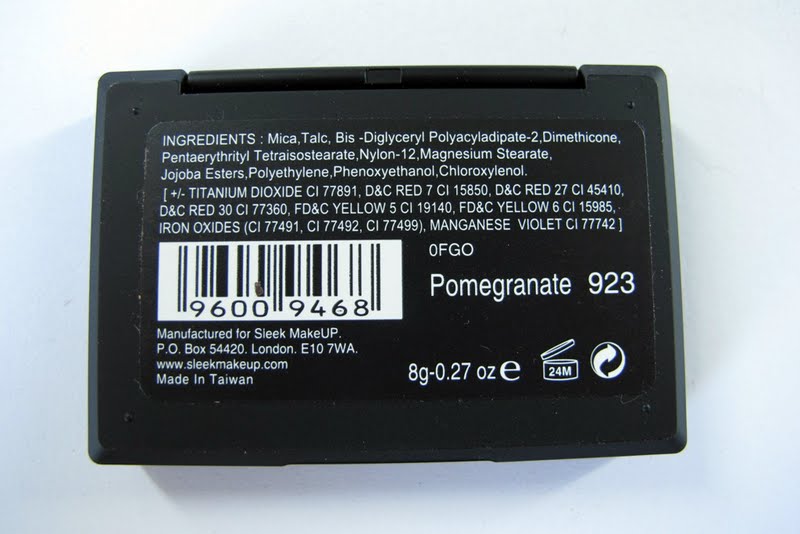 INGREDIENTS : Mica,Talc, Bis -Diglyceryl Polyacyladipate-2,Dimethicone,
Pentaerythrityl Tetraisostearate,Nylon-12,Magnesium Stearate,
Jojoba Esters,Polyethylene,Phenoxyethanol,Chloroxylenol.
[ +/- TITANIUM DIOXIDE CI 77891, D&C RED 7 CI 15850, D&C RED 27 CI 45410,
D&C RED 30 CI 77360, FD&C YELLOW 5 CI 19140, FD&C YELLOW 6 CI 15985,
IRON OXIDES (CI 77491, CI 77492, CI 77499), MANGANESE VIOLET CI 77742 ]
0FGO
Pomegranate 923
9600 9468
Manufactured for Sleek MakeUP.
P.O. Box 54420. London. E10 7WA.
www.sleekmakeup.com
Made In Taiwan
8g-0.27 oz e
24M